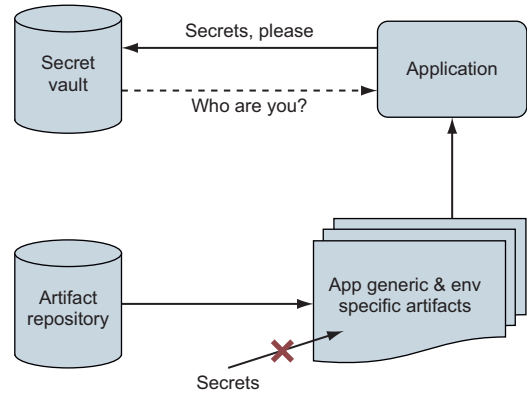 Secrets, please
Secret
vault
Application
Who are you?
App generic & env
specific artifacts
Artifact
repository
Secrets